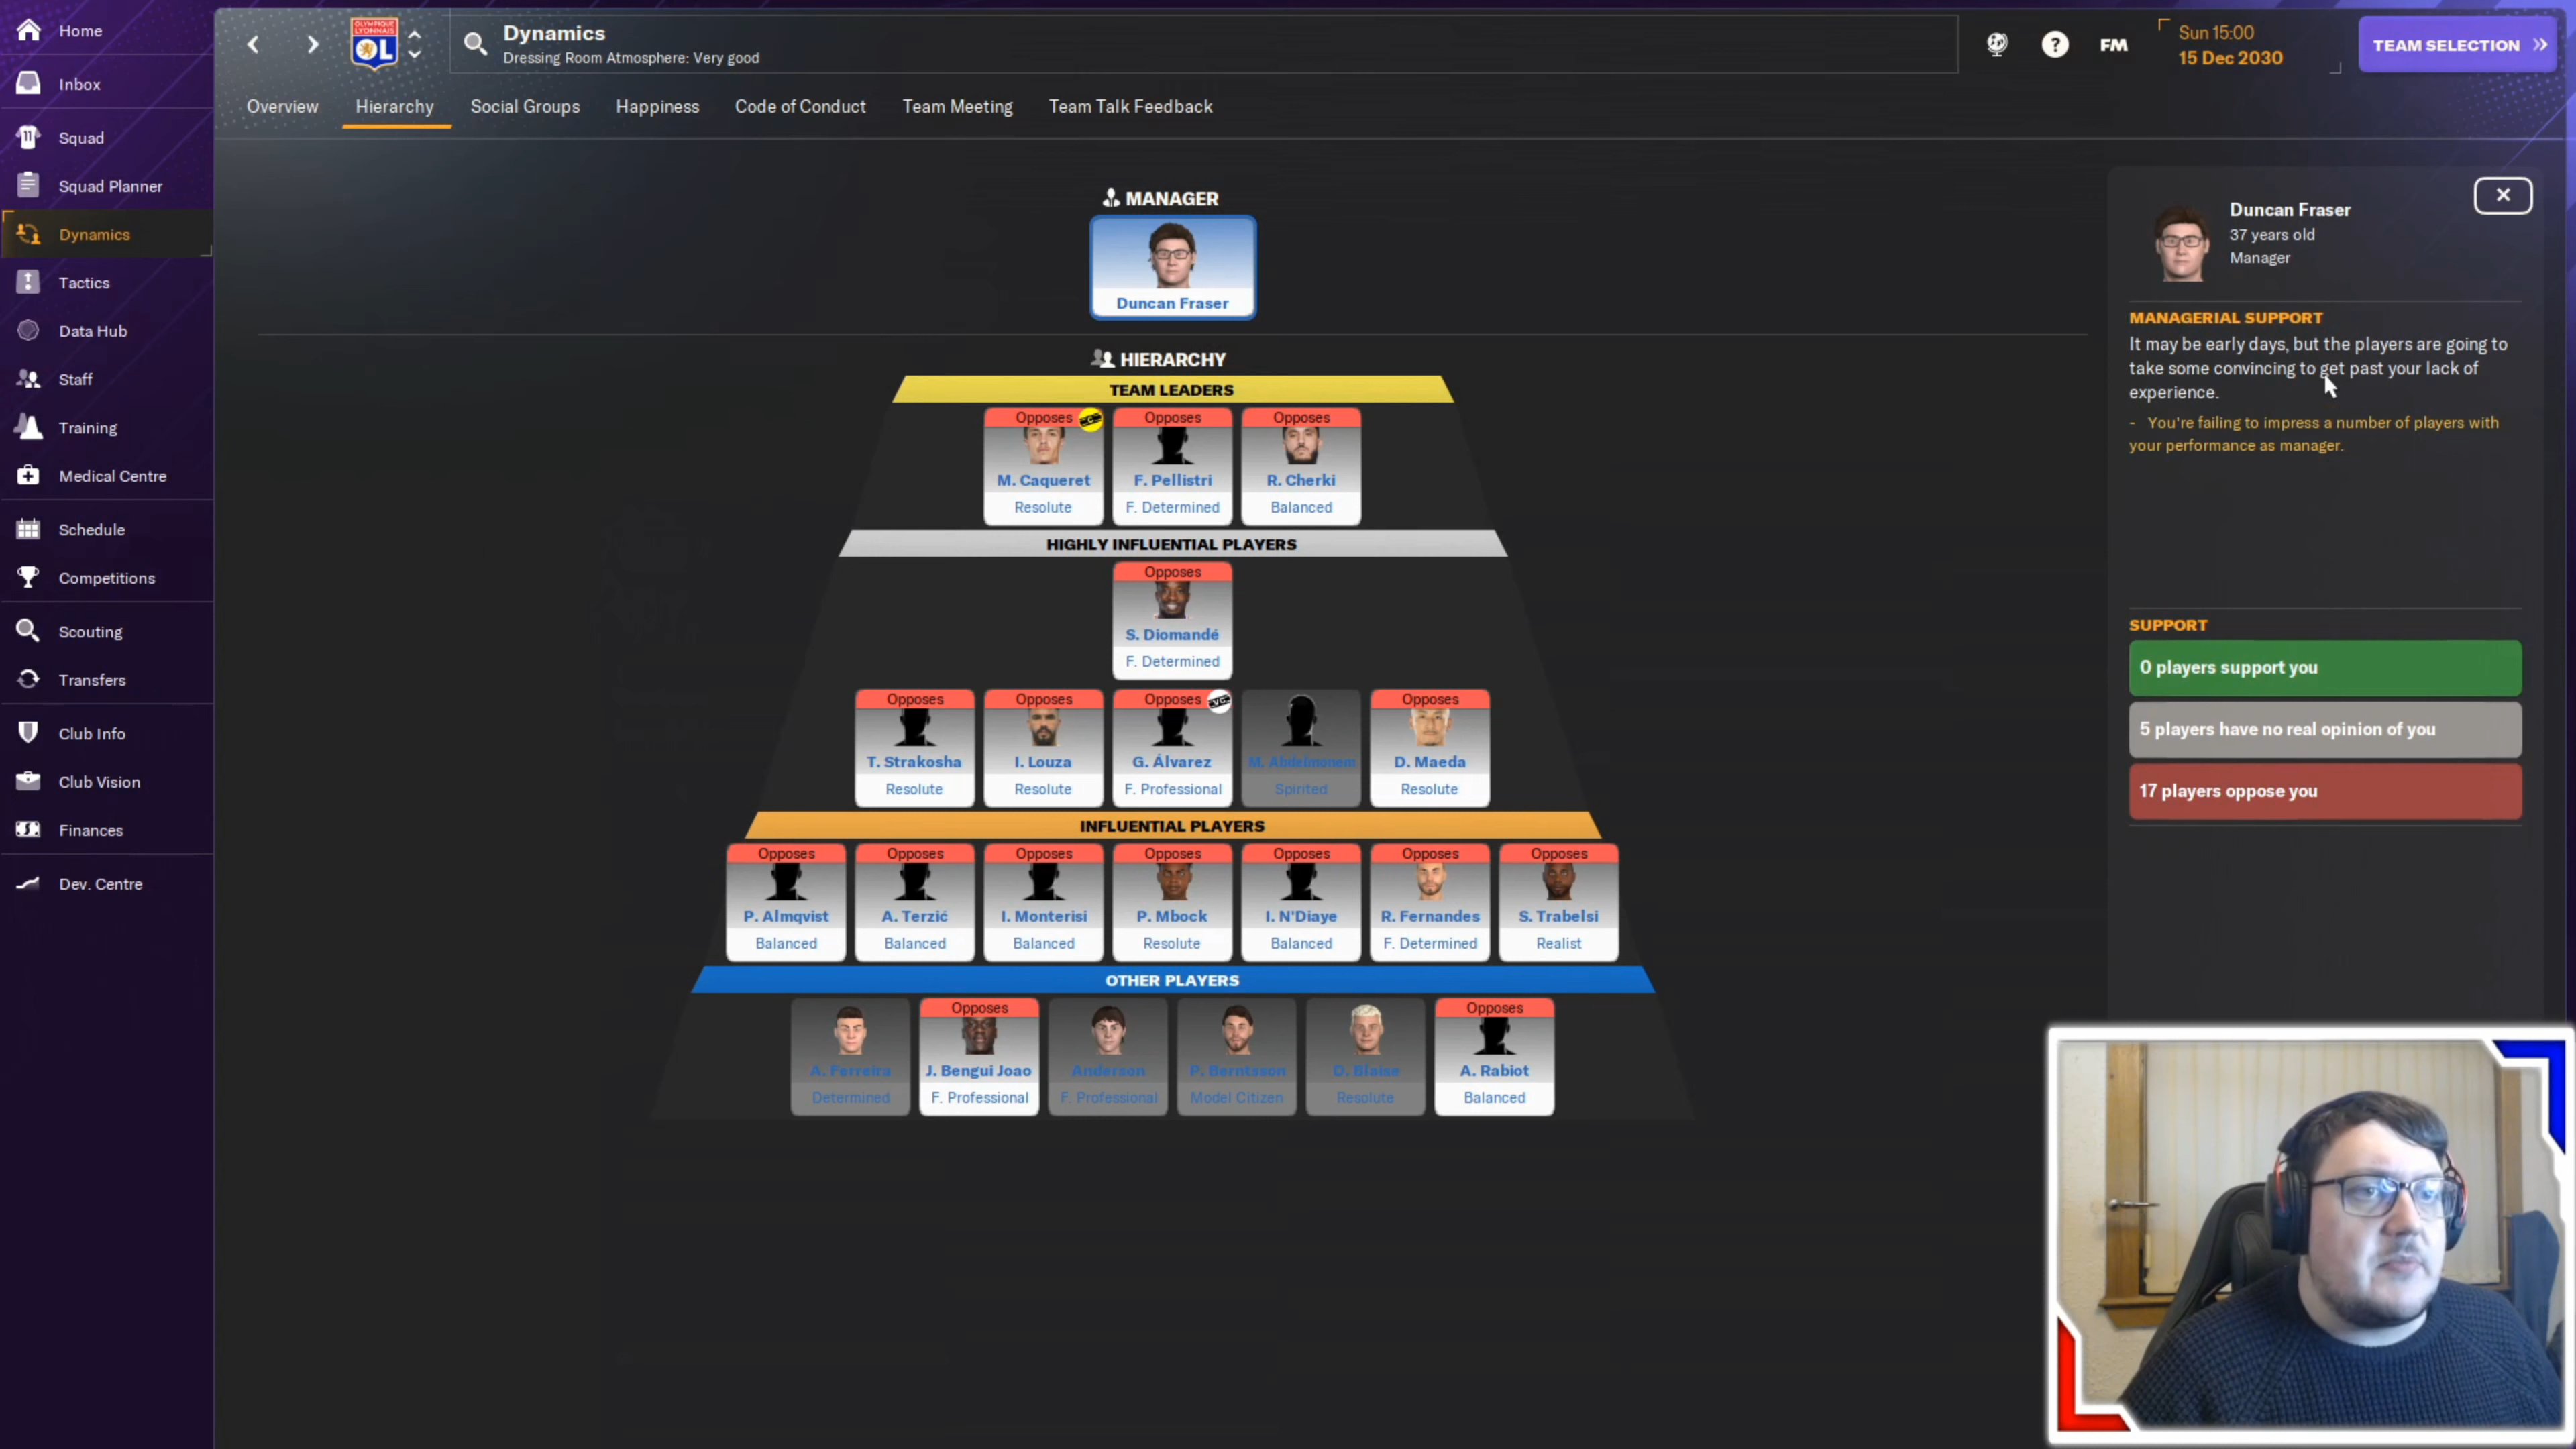 Home
Inbox
Squad
Squad Planner
Dynamics
Tactics
Data Hub
Staff
Training
Medical Centre
Schedule
Competitions
Scouting
Transfers
Club Info
Club Vision
Finances
Dev. Centre
OLYMPIQUE LYONNAIS
OL
Dynamics
Dressing Room Atmosphere: Very good
?
FM
Sun 15:00
15 Dec 2030
TEAM SELECTION
Overview Hierarchy Social Groups Happiness Code of Conduct Team Meeting Team Talk Feedback
MANAGER
Duncan Fraser
HIERARCHY
TEAM LEADERS
Opposes C Opposes Opposes
M. Caqueret F. Pellistri R. Cherki
Resolute F. Determined Balanced
HIGHLY INFLUENTIAL PLAYERS
Opposes
S. Diomandé
F. Determined
Opposes Opposes Opposes VC Opposes
T. Strakosha I. Louza G. Álvarez M. Abdelmonem D. Maeda
Resolute Resolute F. Professional Spirited Resolute
INFLUENTIAL PLAYERS
Opposes Opposes Opposes Opposes Opposes Opposes Opposes
P. Almqvist A. Terzić I. Monterisi P. Mbock I. N'Diaye R. Fernandes S. Trabelsi
Balanced Balanced Balanced Resolute Balanced F. Determined Realist
OTHER PLAYERS
Opposes Opposes
A. Ferreira J. Bengui Joao Anderson P. Berntsson D. Blaise A. Rabiot
Determined F. Professional F. Professional Model Citizen Resolute Balanced
Duncan Fraser
37 years old
Manager
MANAGERIAL SUPPORT
It may be early days, but the players are going to
take some convincing to get past your lack of
experience.
- You're failing to impress a number of players with
your performance as manager.
SUPPORT
0 players support you
5 players have no real opinion of you
17 players oppose you